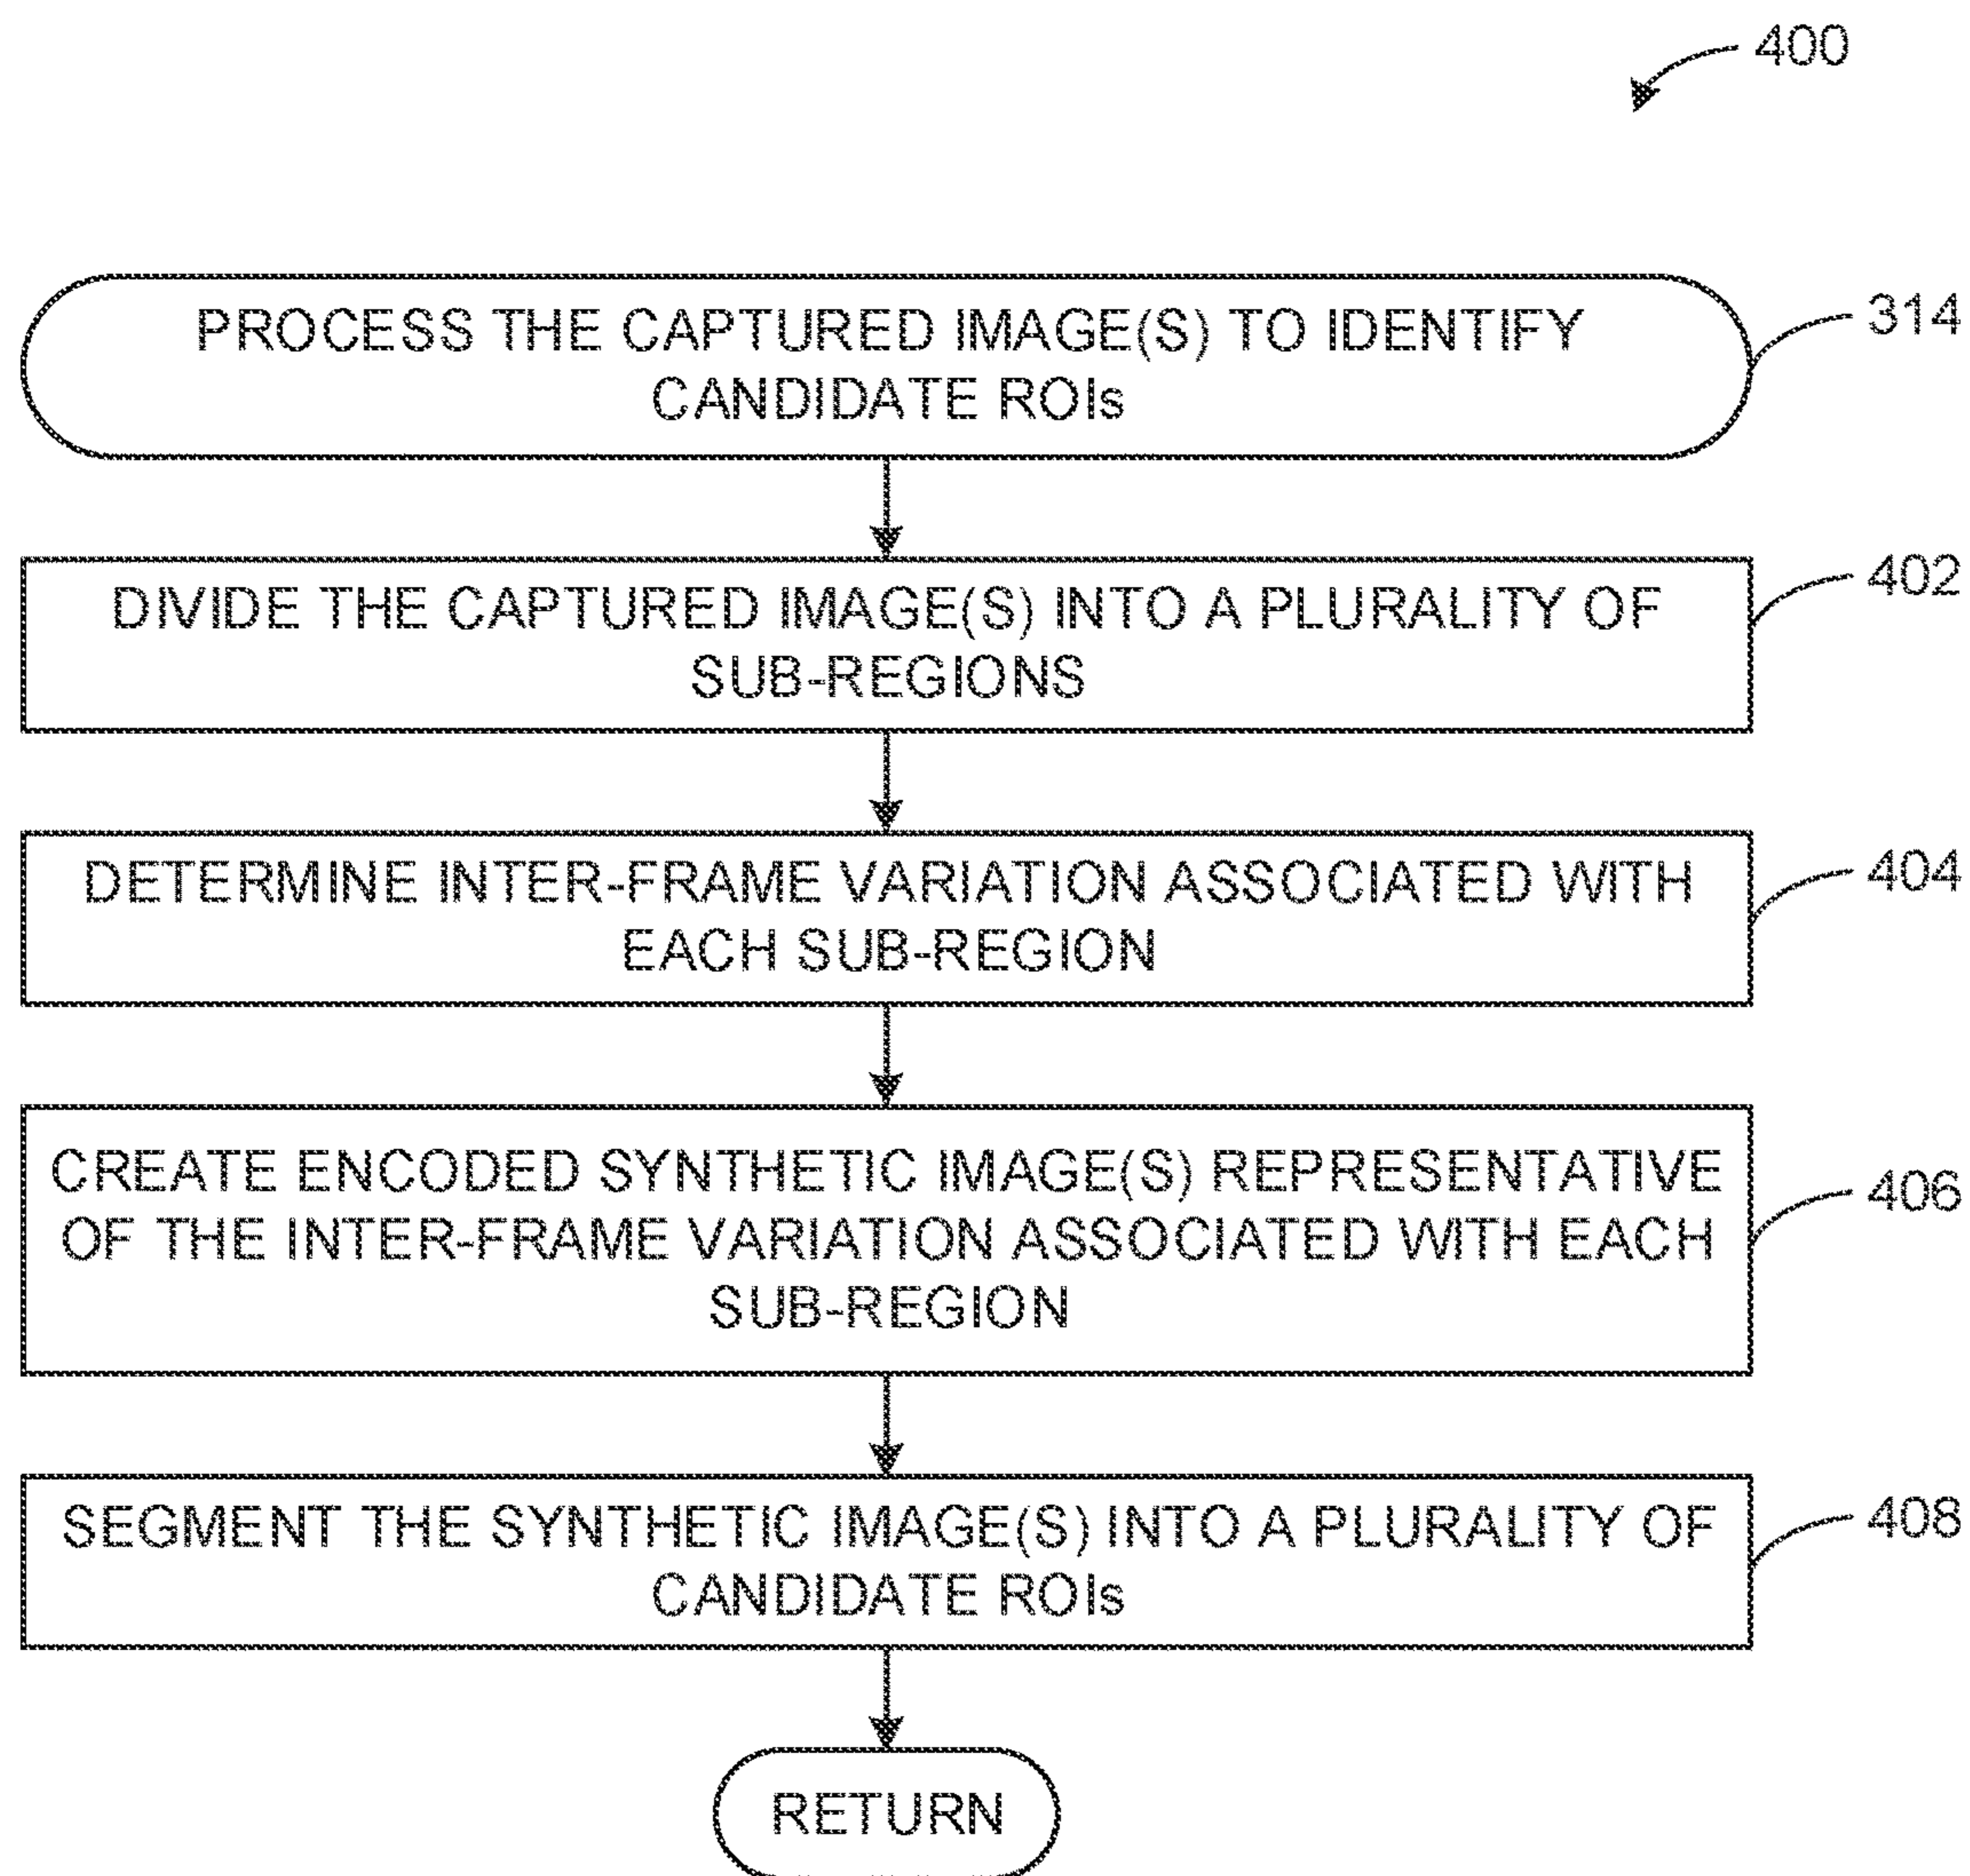 400
PROCESS THE CAPTURED IMAGE(S) TO IDENTIFY
CANDIDATE ROIs
314
DIVIDE THE CAPTURED IMAGE(S) INTO A PLURALITY OF
SUB-REGIONS
402
DETERMINE INTER-FRAME VARIATION ASSOCIATED WITH
EACH SUB-REGION
404
CREATE ENCODED SYNTHETIC IMAGE(S) REPRESENTATIVE
OF THE INTER-FRAME VARIATION ASSOCIATED WITH EACH
SUB-REGION
406
SEGMENT THE SYNTHETIC IMAGE(S) INTO A PLURALITY OF
CANDIDATE ROIs
408
RETURN